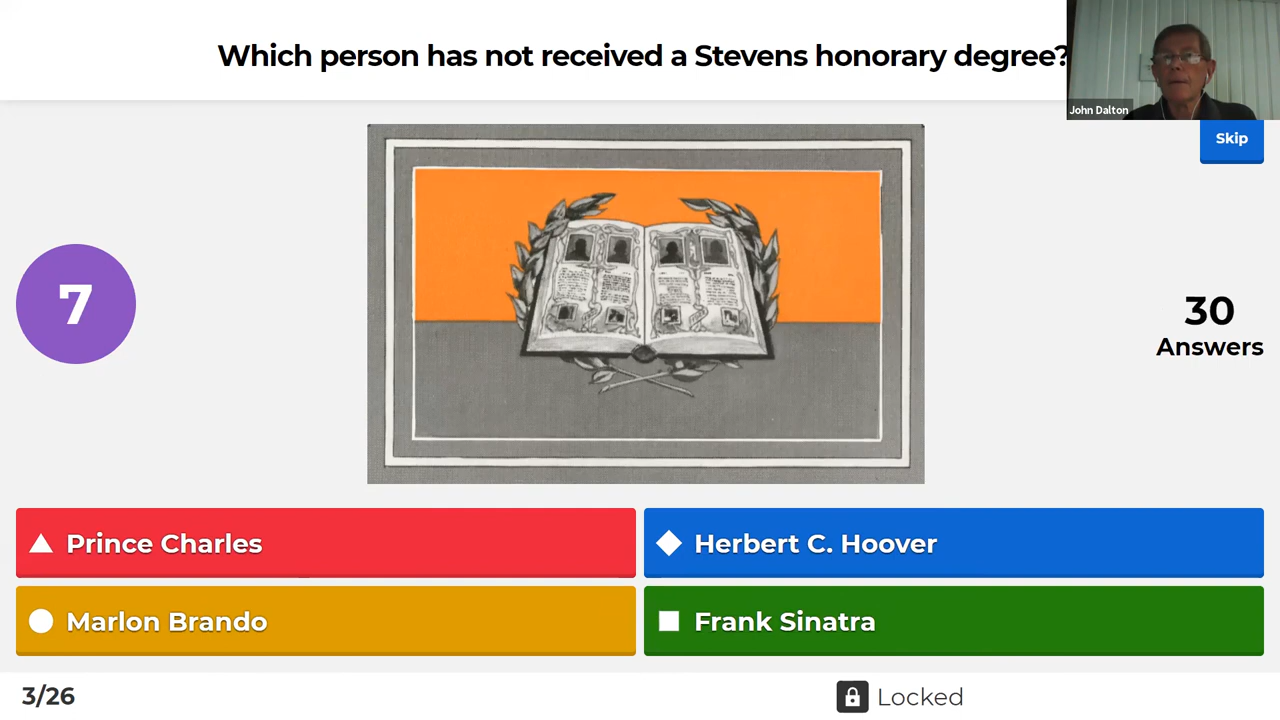 Which person has not received a Stevens honorary degree?
John Dalton
Skip
7
30
Answers
Prince Charles
Herbert C. Hoover
Marlon Brando
Frank Sinatra
3/26
Locked